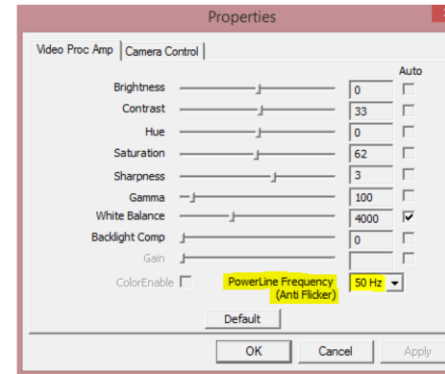 Properties
Video Proc Amp Camera Control
Auto
Brightness 0
Contrast 33
Hue 0
Saturation 62
Sharpness 3
Gamma 100
White Balance 4000
Backlight Comp 0
Gain
ColorEnable PowerLine Frequency 50 Hz
(Anti Flicker)
Default
OK Cancel Apply